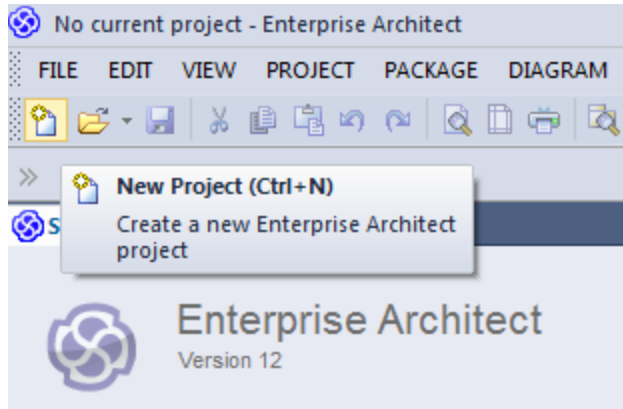 No current project - Enterprise Architect
FILE EDIT VIEW PROJECT PACKAGE DIAGRAM
New Project (Ctrl+N)
Create a new Enterprise Architect
project
S
Enterprise Architect
Version 12